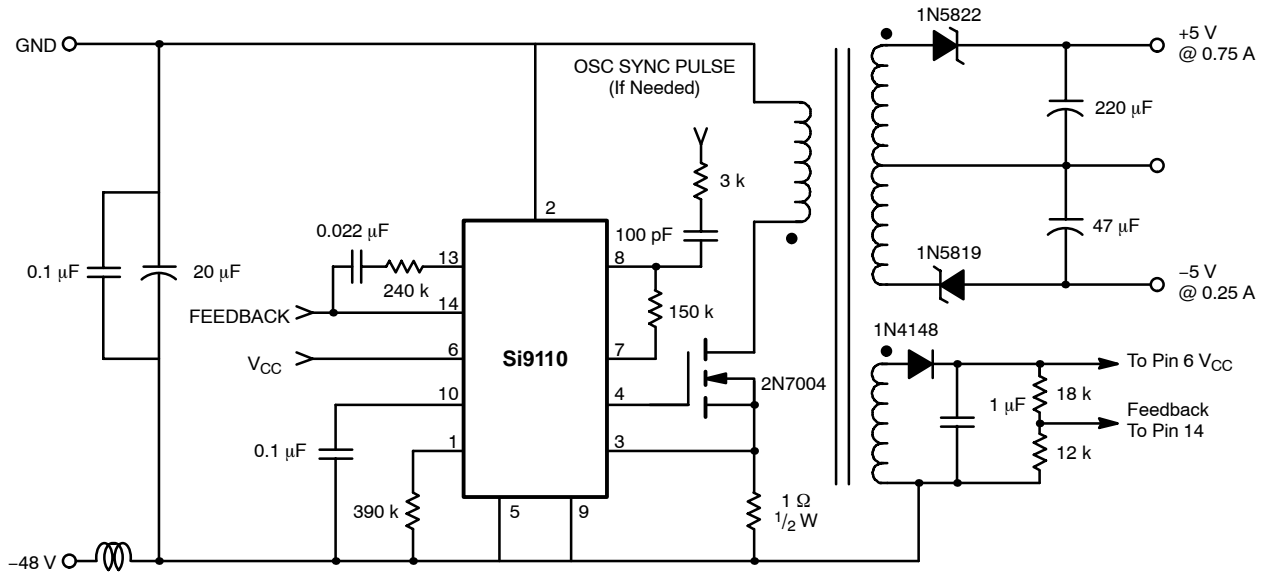 1N5822
GND
+5 V
@ 0.75 A
OSC SYNC PULSE
(If Needed)
220 μF
3 k
2
0.022 μF
100 pF
47 μF
13
8
1N5819
0.1 μF
20 μF
240 k
−5 V
@ 0.25 A
FEEDBACK
14
150 k
1N4148
VCC
6
Si9110
7
To Pin 6 VCC
2N7004
18 k
10
4
1 μF
Feedback
To Pin 14
0.1 μF
1
3
12 k
390 k
5
9
1 Ω
1/2 W
−48 V